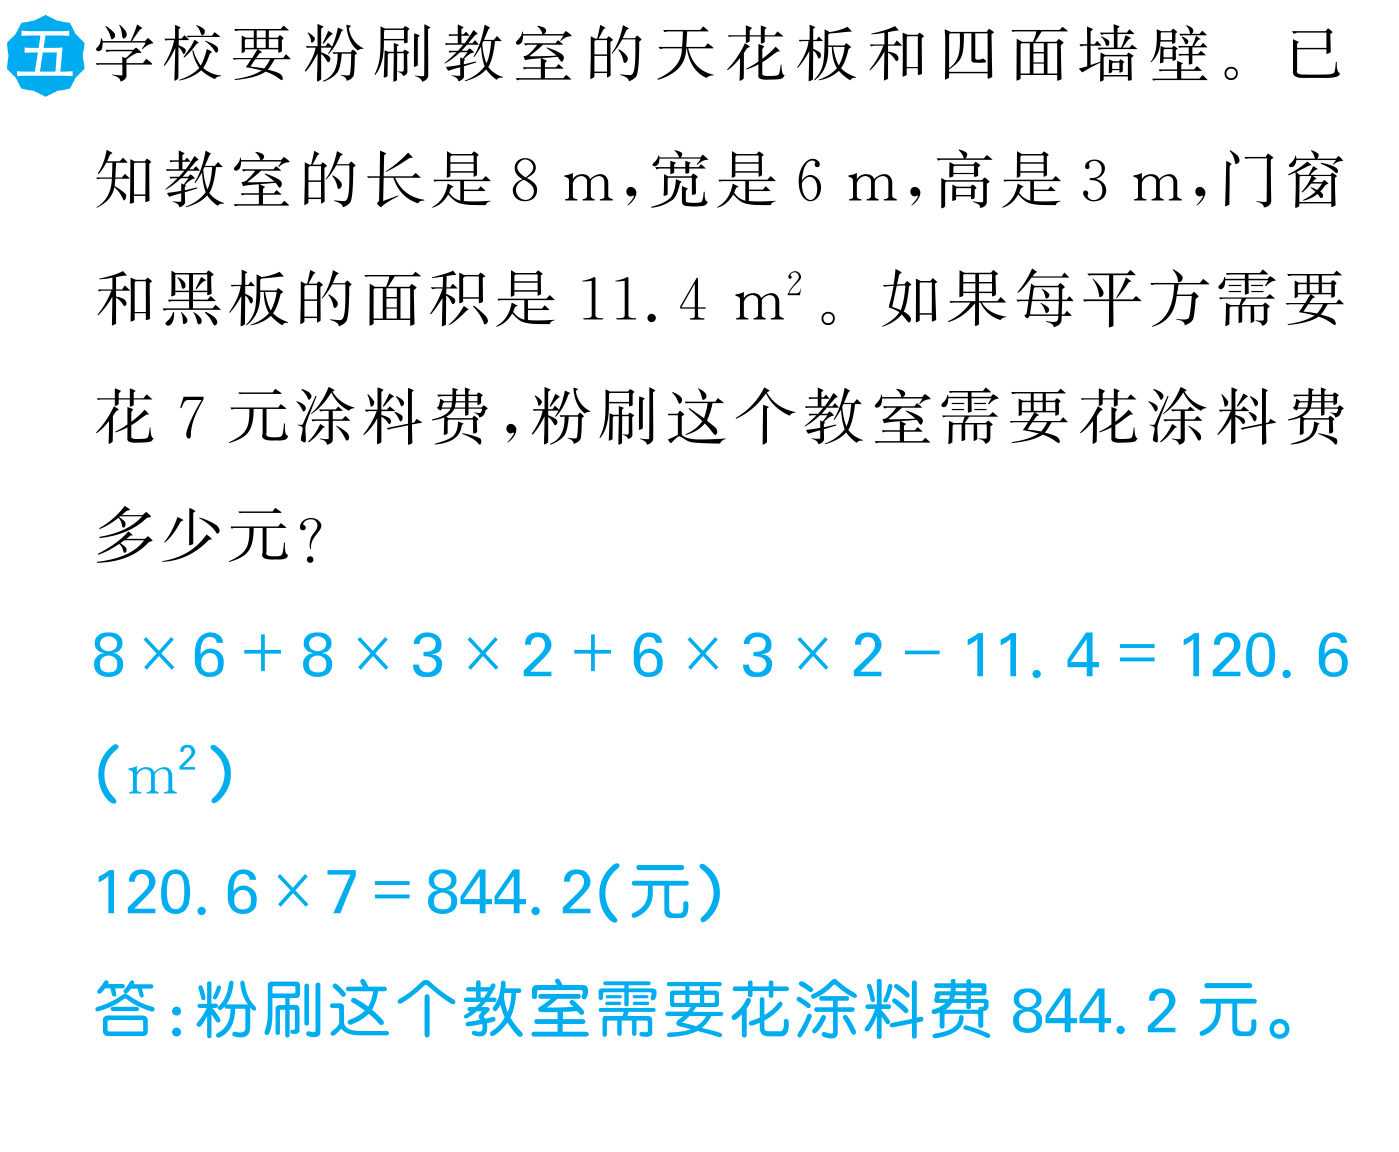 五 学校要粉刷教室的天花板和四面墙壁。已
知教室的长是 8 m,宽是 6 m,高是 3 m,门窗
和黑板的面积是 11.4 m²。如果每平方需要
花 7 元涂料费,粉刷这个教室需要花涂料费
多少元?
8×6+8×3×2+6×3×2-11.4=120.6
(m²)
120.6×7=844.2(元)
答:粉刷这个教室需要花涂料费 844.2 元。